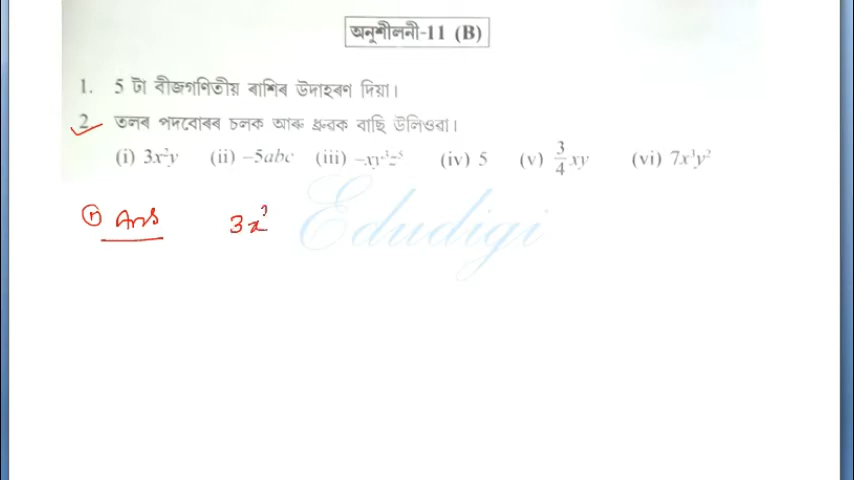 অনুশীলনী-11 (B)
1. 5 টা বীজগণিতীয় ৰাশিৰ উদাহৰণ দিয়া।
2. তলৰ পদবোৰৰ চলক আৰু ধ্ৰুৱক বাছি উলিওৱা।
(i) 3x²y (ii) –5abc (iii) –xy³z⁵ (iv) 5 (v) 3/4 xy (vi) 7x³y²
Ans 3x²
Edudigi